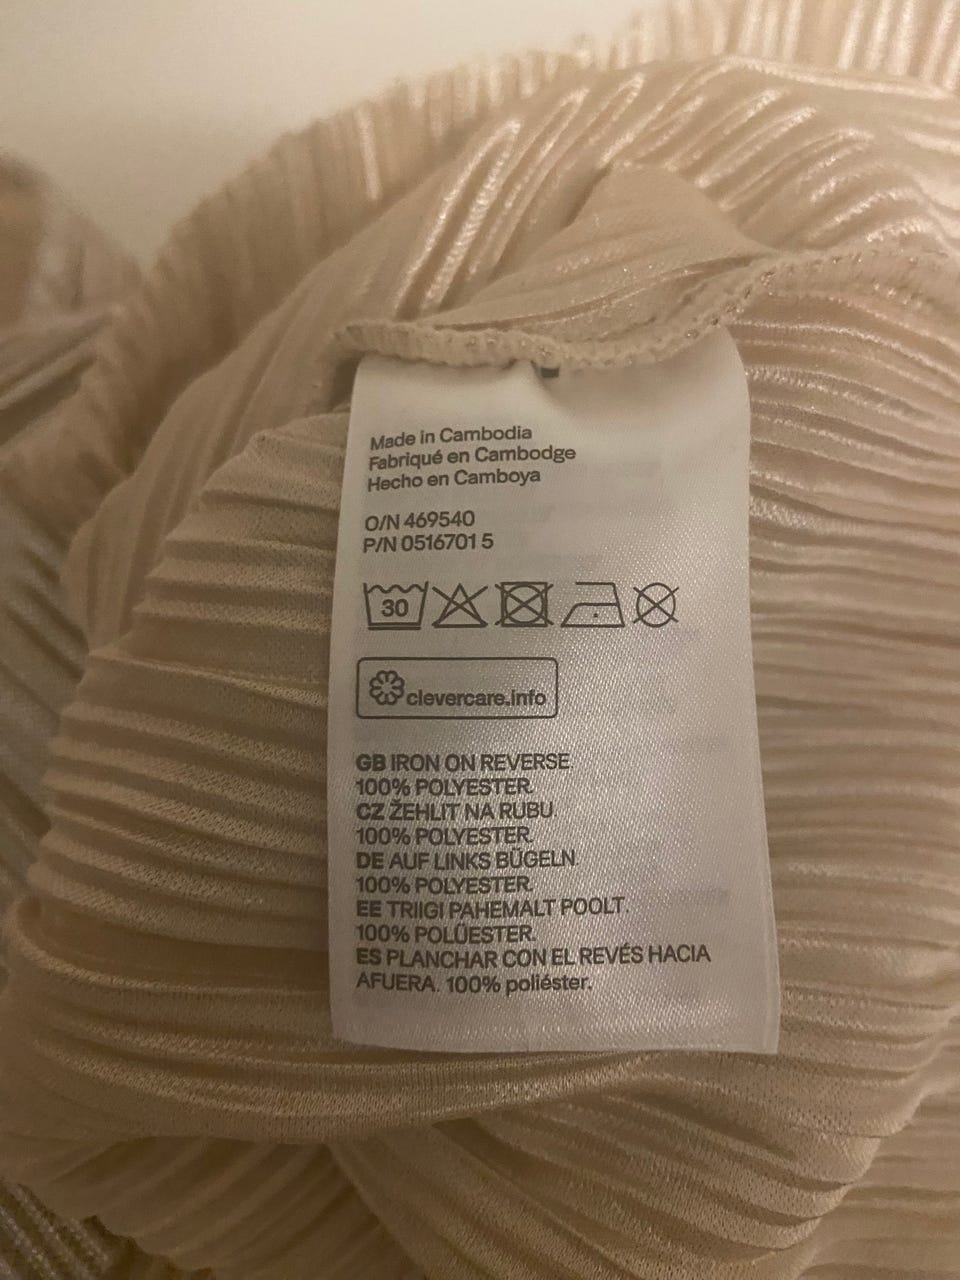 Made in Cambodia
Fabriqué en Cambodge
Hecho en Camboya
O/N 469540
P/N 0516701 5
30
clevercare.info
GB IRON ON REVERSE.
100% POLYESTER.
CZ ŽEHLIT NA RUBU.
100% POLYESTER.
DE AUF LINKS BÜGELN.
100% POLYESTER.
EE TRIIGI PAHEMALT POOLT.
100% POLÜESTER.
ES PLANCHAR CON EL REVÉS HACIA
AFUERA. 100% poliéster.